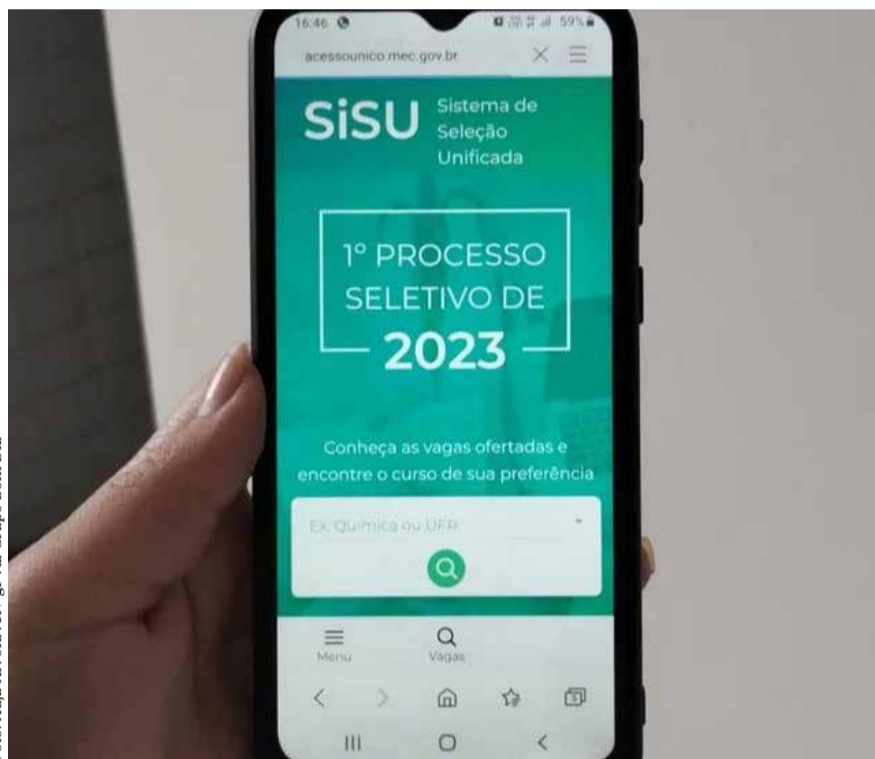 16:46
59%
acessounico.mec.gov.br
SiSU
Sistema de
Seleção
Unificada
1º PROCESSO
SELETIVO DE
2023
Conheça as vagas ofertadas e
encontre o curso de sua preferência
Ex: Química ou UFR
Menu
Vagas